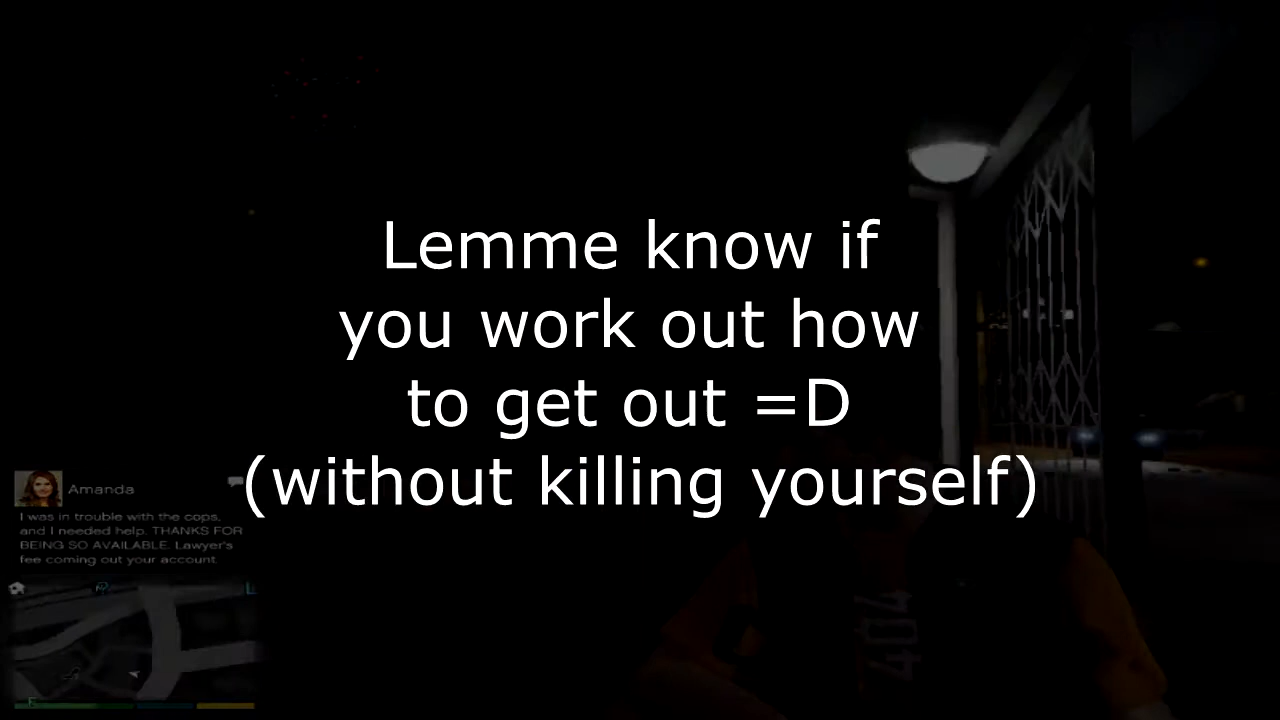 Lemme know if
you work out how
to get out =D
(without killing yourself)
Amanda
I was in trouble with the cops,
and I needed help. THANKS FOR
BEING SO AVAILABLE. Lawyer's
fee coming out your account.
404